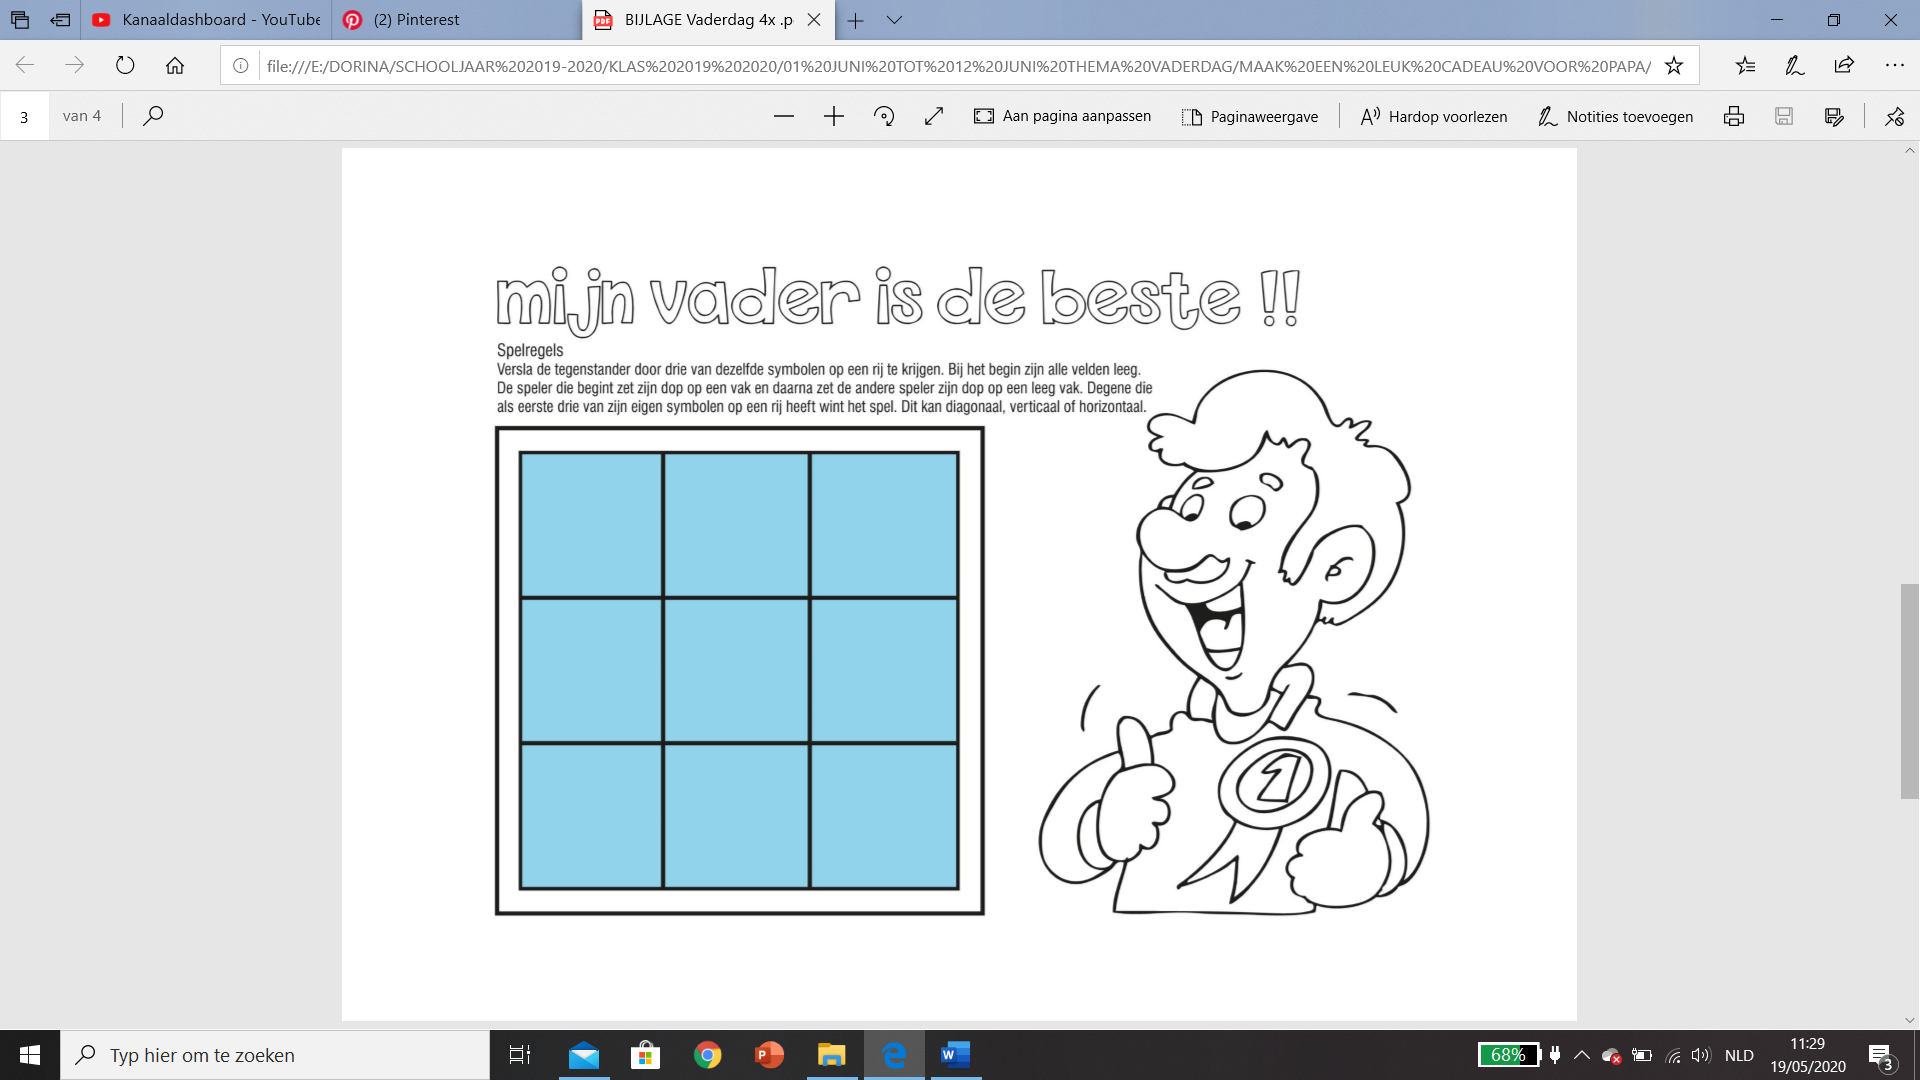 Kanaaldashboard - YouTube
(2) Pinterest
BIJLAGE Vaderdag 4x .p
file:///E:/DORINA/SCHOOLJAAR%202019-2020/KLAS%202019%202020/01%20JUNI%20TOT%2012%20JUNI%20THEMA%20VADERDAG/MAAK%20EEN%20LEUK%20CADEAU%20VOOR%20PAPA/
3 van 4
Aan pagina aanpassen
Paginaweergave
Hardop voorlezen
Notities toevoegen
mijn vader is de beste !!
Spelregels
Versla de tegenstander door drie van dezelfde symbolen op een rij te krijgen. Bij het begin zijn alle velden leeg.
De speler die begint zet zijn dop op een vak en daarna zet de andere speler zijn dop op een leeg vak. Degene die
als eerste drie van zijn eigen symbolen op een rij heeft wint het spel. Dit kan diagonaal, verticaal of horizontaal.
1
Typ hier om te zoeken
68%
NLD
11:29
19/05/2020
3